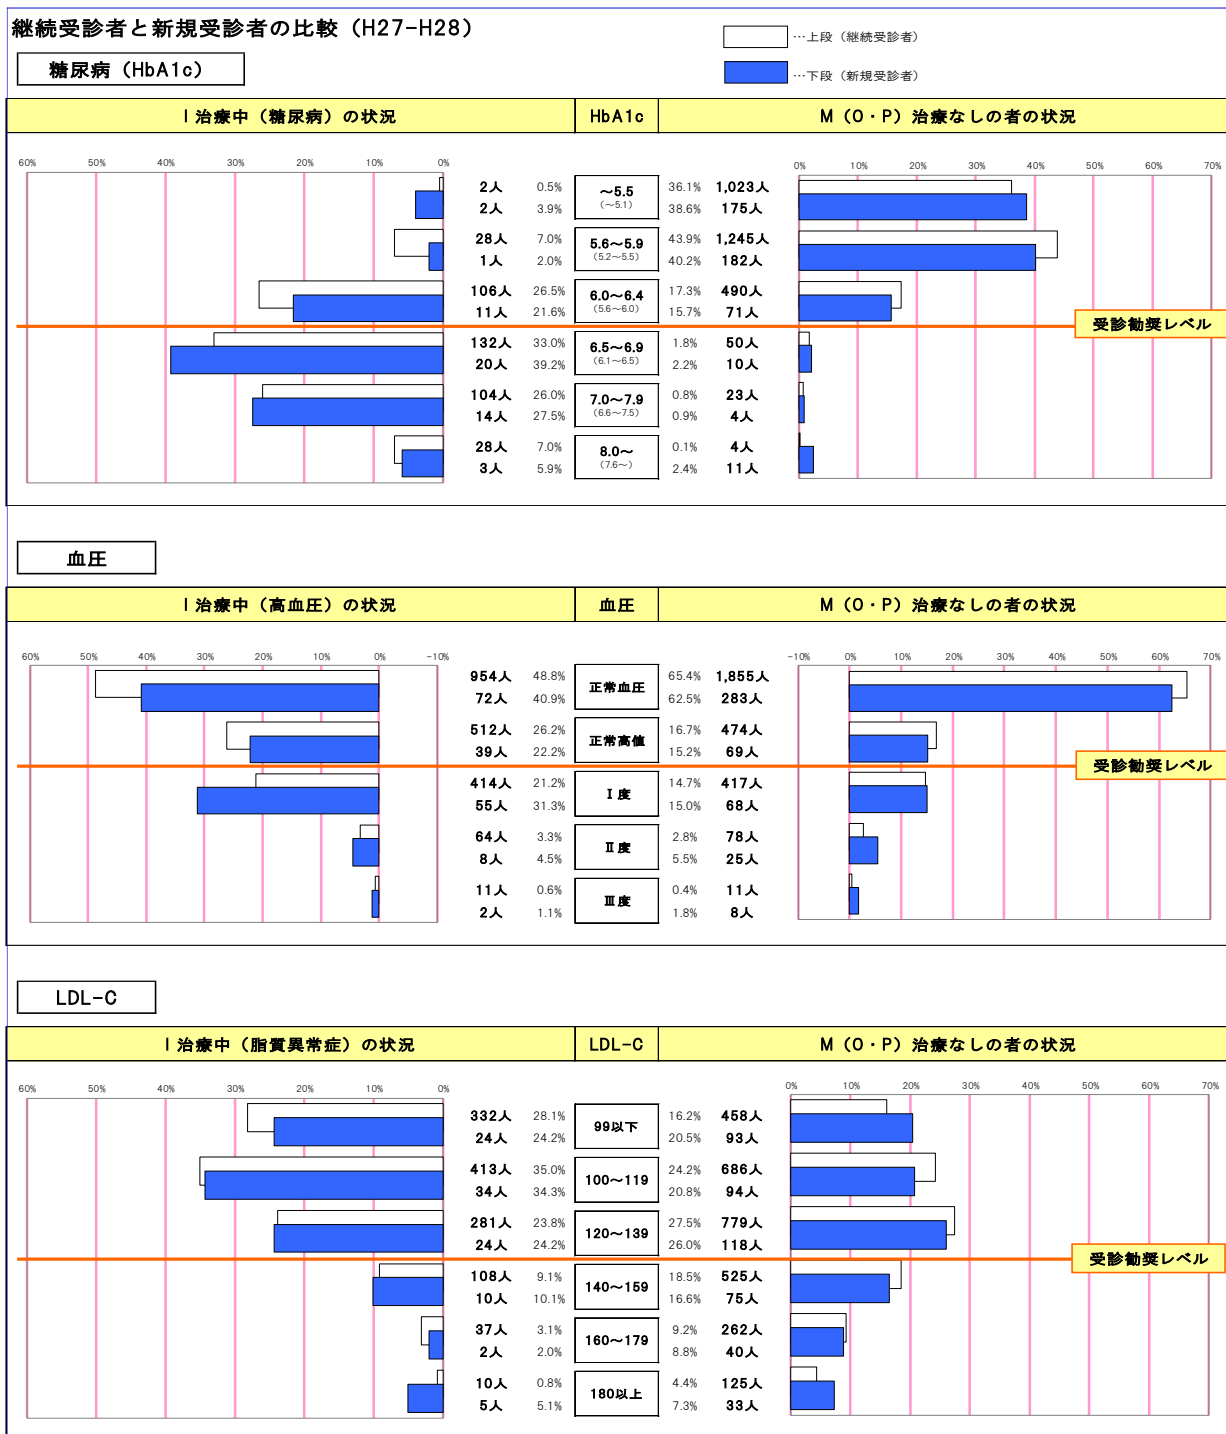 継続受診者と新規受診者の比較（H27-H28）
…上段（継続受診者）
糖尿病（HbA1c）
…下段（新規受診者）
Ⅰ治療中（糖尿病）の状況 HbA1c M（O・P）治療なしの者の状況
60% 50% 40% 30% 20% 10% 0% 0% 10% 20% 30% 40% 50% 60% 70%
2人 0.5% ～5.5 36.1% 1,023人
2人 3.9% （～5.1） 38.6% 175人
28人 7.0% 5.6～5.9 43.9% 1,245人
1人 2.0% （5.2～5.5） 40.2% 182人
106人 26.5% 6.0～6.4 17.3% 490人
11人 21.6% （5.6～6.0） 15.7% 71人
受診勧奨レベル
132人 33.0% 6.5～6.9 1.8% 50人
20人 39.2% （6.1～6.5） 2.2% 10人
104人 26.0% 7.0～7.9 0.8% 23人
14人 27.5% （6.6～7.5） 0.9% 4人
28人 7.0% 8.0～ 0.1% 4人
3人 5.9% （7.6～） 2.4% 11人
血圧
Ⅰ治療中（高血圧）の状況 血圧 M（O・P）治療なしの者の状況
60% 50% 40% 30% 20% 10% 0% -10% -10% 0% 10% 20% 30% 40% 50% 60% 70%
954人 48.8% 65.4% 1,855人
正常血圧
72人 40.9% 62.5% 283人
512人 26.2% 16.7% 474人
正常高値
39人 22.2% 15.2% 69人
受診勧奨レベル
414人 21.2% 14.7% 417人
Ⅰ度
55人 31.3% 15.0% 68人
64人 3.3% 2.8% 78人
Ⅱ度
8人 4.5% 5.5% 25人
11人 0.6% 0.4% 11人
Ⅲ度
2人 1.1% 1.8% 8人
LDL-C
Ⅰ治療中（脂質異常症）の状況 LDL-C M（O・P）治療なしの者の状況
60% 50% 40% 30% 20% 10% 0% 0% 10% 20% 30% 40% 50% 60% 70%
332人 28.1% 16.2% 458人
99以下
24人 24.2% 20.5% 93人
413人 35.0% 24.2% 686人
100～119
34人 34.3% 20.8% 94人
281人 23.8% 27.5% 779人
120～139
24人 24.2% 26.0% 118人
受診勧奨レベル
108人 9.1% 18.5% 525人
140～159
10人 10.1% 16.6% 75人
37人 3.1% 9.2% 262人
160～179
2人 2.0% 8.8% 40人
10人 0.8% 4.4% 125人
180以上
5人 5.1% 7.3% 33人